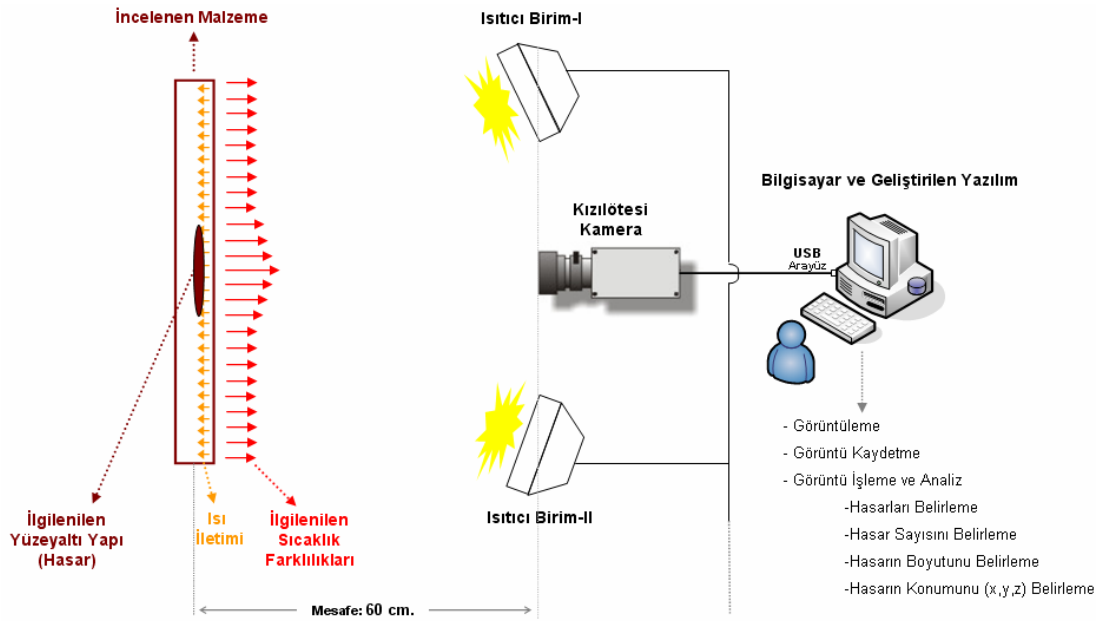 İncelenen Malzeme
Isıtıcı Birim-I
Bilgisayar ve Geliştirilen Yazılım
Kızılötesi
Kamera
USB
Arayüz
- Görüntüleme
- Görüntü Kaydetme
- Görüntü İşleme ve Analiz
-Hasarları Belirleme
-Hasar Sayısını Belirleme
-Hasarın Boyutunu Belirleme
-Hasarın Konumunu (x,y,z) Belirleme
Isıtıcı Birim-II
İlgilenilen
Yüzeyaltı Yapı
(Hasar)
Isı
İletimi
İlgilenilen
Sıcaklık
Farklılıkları
Mesafe: 60 cm.